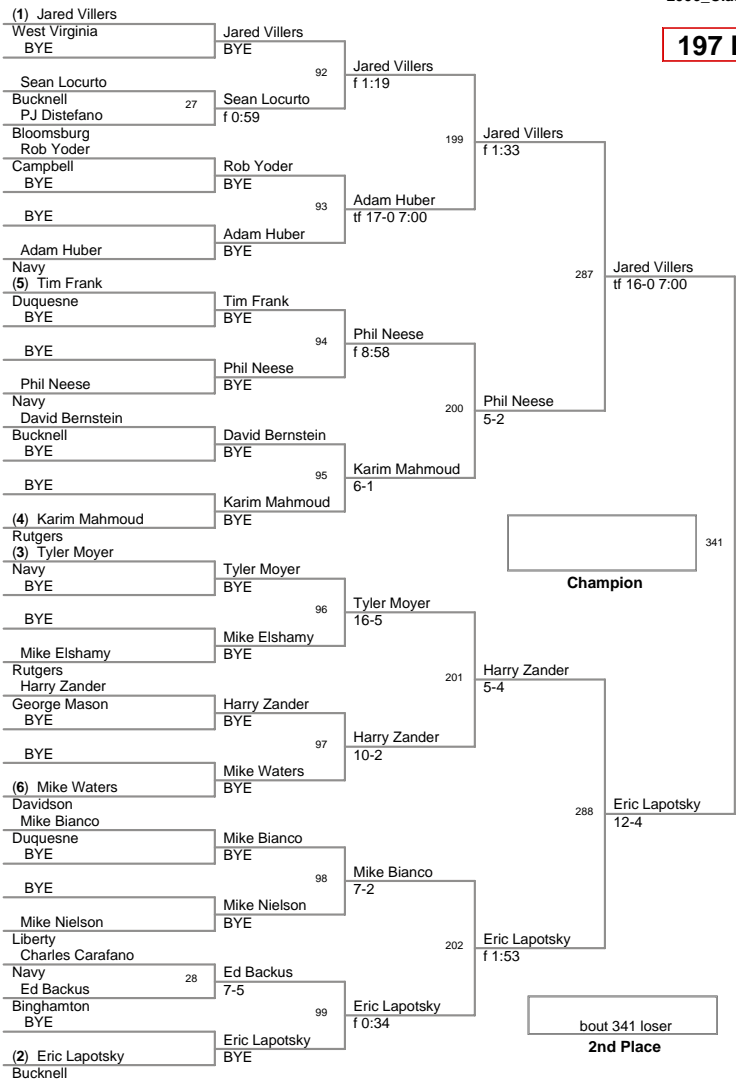 (1) Jared Villers
West Virginia
BYE
Sean Locurto
Bucknell
27
PJ Distefano
Bloomsburg
Rob Yoder
Campbell
BYE
BYE
Adam Huber
Navy
(5) Tim Frank
Duquesne
BYE
BYE
Phil Neese
Navy
David Bernstein
Bucknell
BYE
BYE
(4) Karim Mahmoud
Rutgers
(3) Tyler Moyer
Navy
BYE
BYE
Mike Elshamy
Rutgers
Harry Zander
George Mason
BYE
BYE
(6) Mike Waters
Davidson
Mike Bianco
Duquesne
BYE
BYE
Mike Nielson
Liberty
Charles Carafano
Navy
28
Ed Backus
Binghamton
BYE
(2) Eric Lapotsky
Bucknell
Jared Villers
BYE
92
Sean Locurto
f 0:59
Rob Yoder
BYE
93
Adam Huber
BYE
Tim Frank
BYE
94
Phil Neese
BYE
David Bernstein
BYE
95
Karim Mahmoud
BYE
Tyler Moyer
BYE
96
Mike Elshamy
BYE
Harry Zander
BYE
97
Mike Waters
BYE
Mike Bianco
BYE
98
Mike Nielson
BYE
Ed Backus
7-5
99
Eric Lapotsky
BYE
Jared Villers
f 1:19
199
Adam Huber
tf 17-0 7:00
Phil Neese
f 8:58
200
Karim Mahmoud
6-1
Tyler Moyer
16-5
201
Harry Zander
10-2
Mike Bianco
7-2
202
Eric Lapotsky
f 0:34
Jared Villers
f 1:33
287
Phil Neese
5-2
Harry Zander
5-4
288
Eric Lapotsky
f 1:53
197
Jared Villers
tf 16-0 7:00
341
Champion
Eric Lapotsky
12-4
bout 341 loser
2nd Place